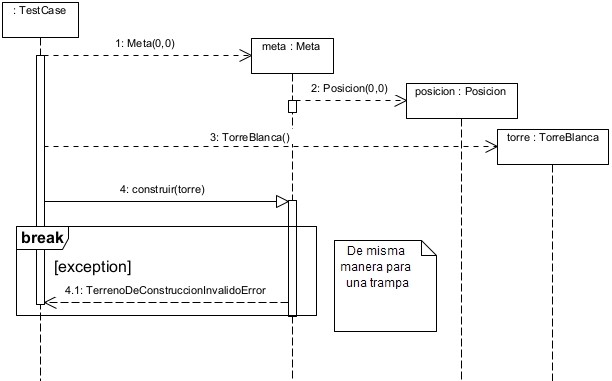 : TestCase
1: Meta(0,0)
meta : Meta
2: Posicion(0,0)
posicion : Posicion
3: TorreBlanca()
torre : TorreBlanca
4: construir(torre)
break
[exception]
4.1: TerrenoDeConstruccionInvalidoError
De misma
manera para
una trampa